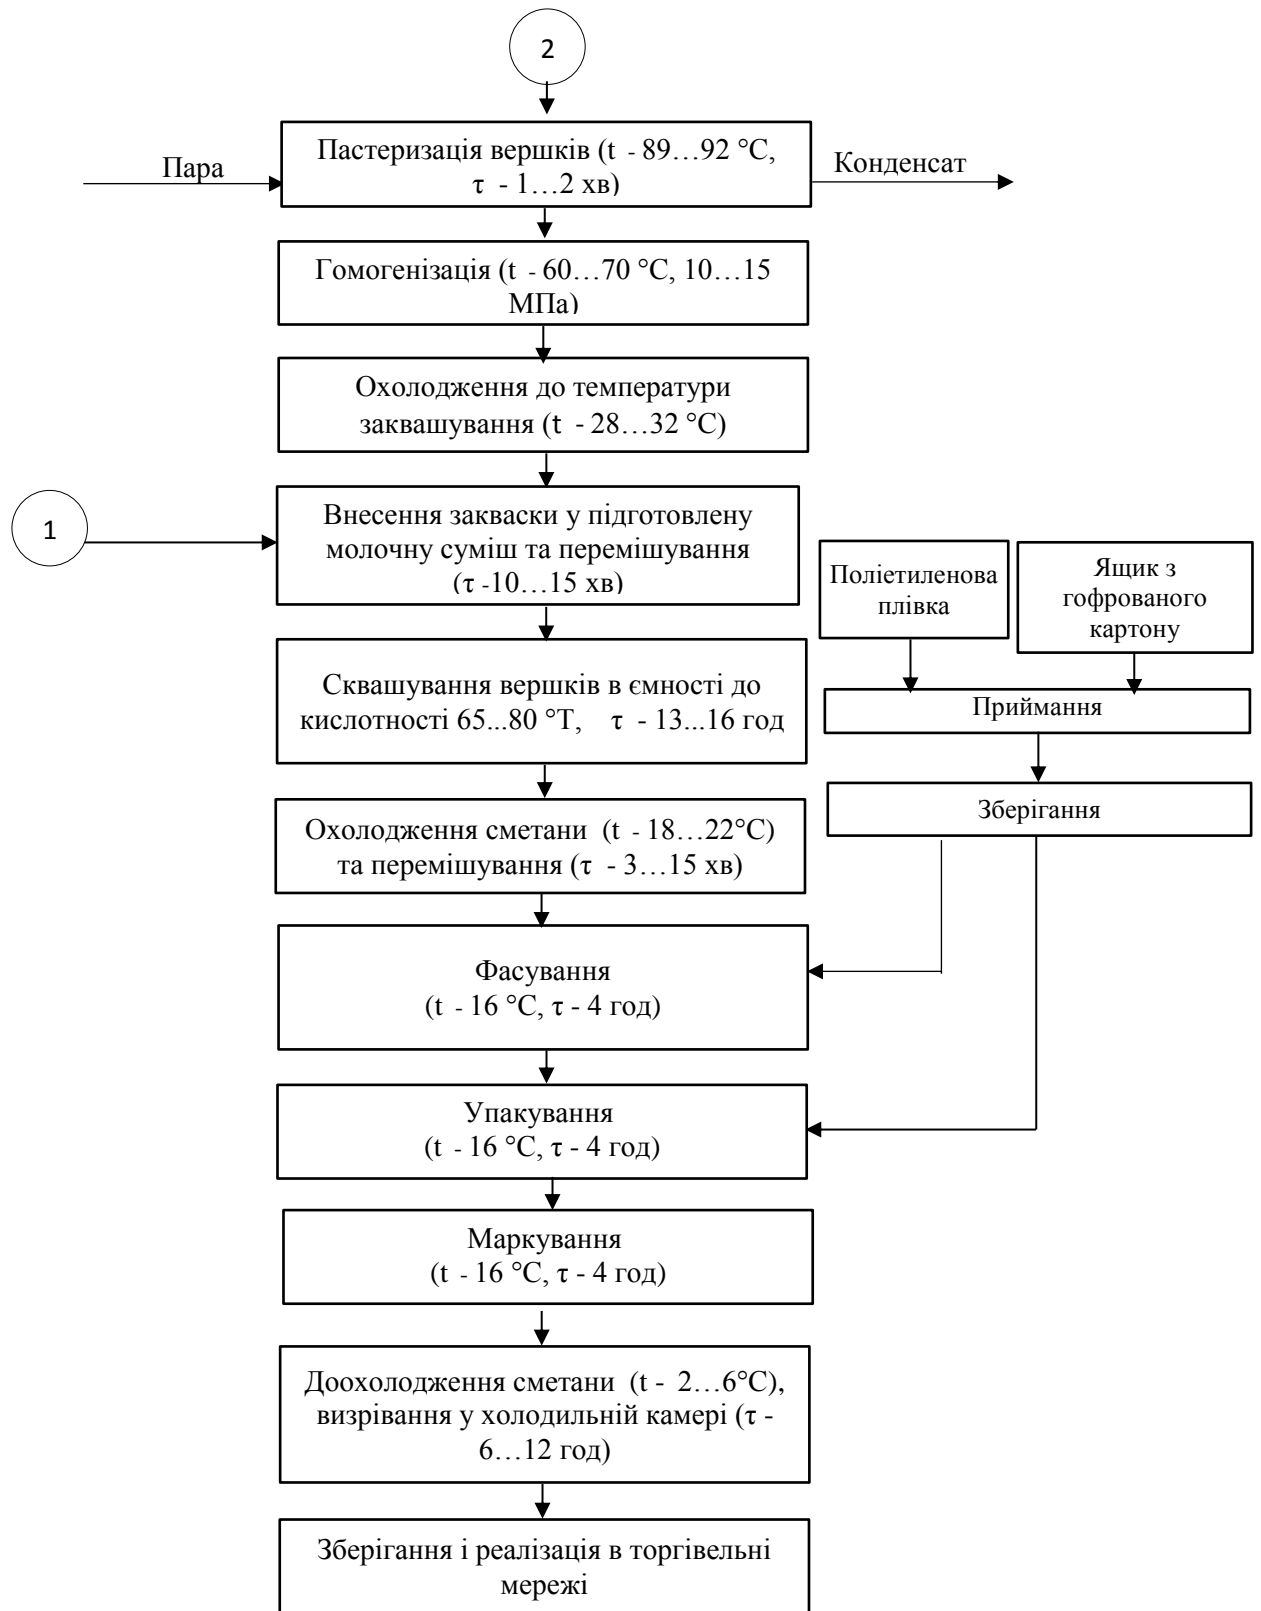 2
Пастеризація вершків (t - 89…92 °С,
τ - 1…2 хв)
Пара
Конденсат
Гомогенізація (t - 60…70 °С, 10…15
МПа)
Охолодження до температури
заквашування (t - 28…32 °С)
1
Внесення закваски у підготовлену
молочну суміш та перемішування
(τ -10…15 хв)
Поліетиленова
плівка
Ящик з
гофрованого
картону
Сквашування вершків в ємності до
кислотності 65...80 °Т, τ - 13...16 год
Приймання
Зберігання
Охолодження сметани (t - 18…22°С)
та перемішування (τ - 3…15 хв)
Фасування
(t - 16 °С, τ - 4 год)
Упакування
(t - 16 °С, τ - 4 год)
Маркування
(t - 16 °С, τ - 4 год)
Доохолодження сметани (t - 2…6°С),
визрівання у холодильній камері (τ -
6…12 год)
Зберігання і реалізація в торгівельні
мережі